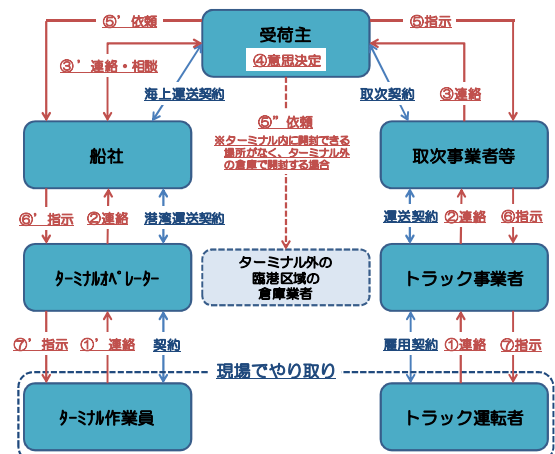 ⑤’依頼
受荷主
⑤指示
④意思決定
③’連絡・相談
海上運送契約
取次契約
③連絡
⑤”依頼
※ターミナル内に開封できる
場所がなく、ターミナル外
の倉庫で開封する場合
船社
取次事業者等
⑥’指示
②連絡
港湾運送契約
運送契約
②連絡
⑥指示
ﾀｰﾐﾅﾙｵﾍﾟﾚｰﾀｰ
ターミナル外の
臨港区域の
倉庫業者
トラック事業者
⑦’指示
①’連絡
契約
雇用契約
①連絡
⑦指示
現場でやり取り
ﾀｰﾐﾅﾙ作業員
トラック運転者